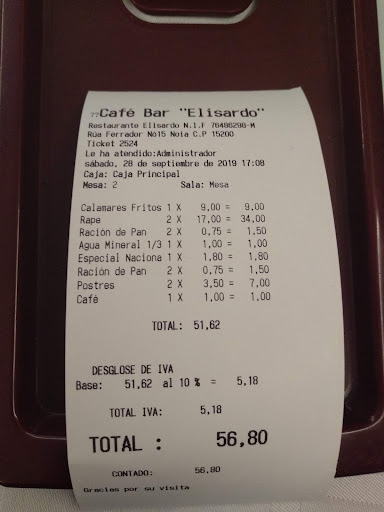 ??Café Bar "Elisardo"
Restaurante Elisardo N.I.F 76486298-M
Rúa Ferrador Nº15 Noia C.P 15200
Ticket 2524
Le ha atendido:Administrador
sábado, 28 de septiembre de 2019 17:08
Caja: Caja Principal
Mesa: 2 Sala: Mesa
Calamares Fritos 1 X 9,00 = 9,00
Rape 2 X 17,00 = 34,00
Ración de Pan 2 X 0,75 = 1,50
Agua Mineral 1/3 1 X 1,00 = 1,00
Especial Naciona 1 X 1,80 = 1,80
Ración de Pan 2 X 0,75 = 1,50
Postres 2 X 3,50 = 7,00
Café 1 X 1,00 = 1,00
TOTAL: 51,62
DESGLOSE DE IVA
Base: 51,62 al 10 % = 5,18
TOTAL IVA: 5,18
TOTAL : 56,80
CONTADO: 56,80
Gracias por su visita